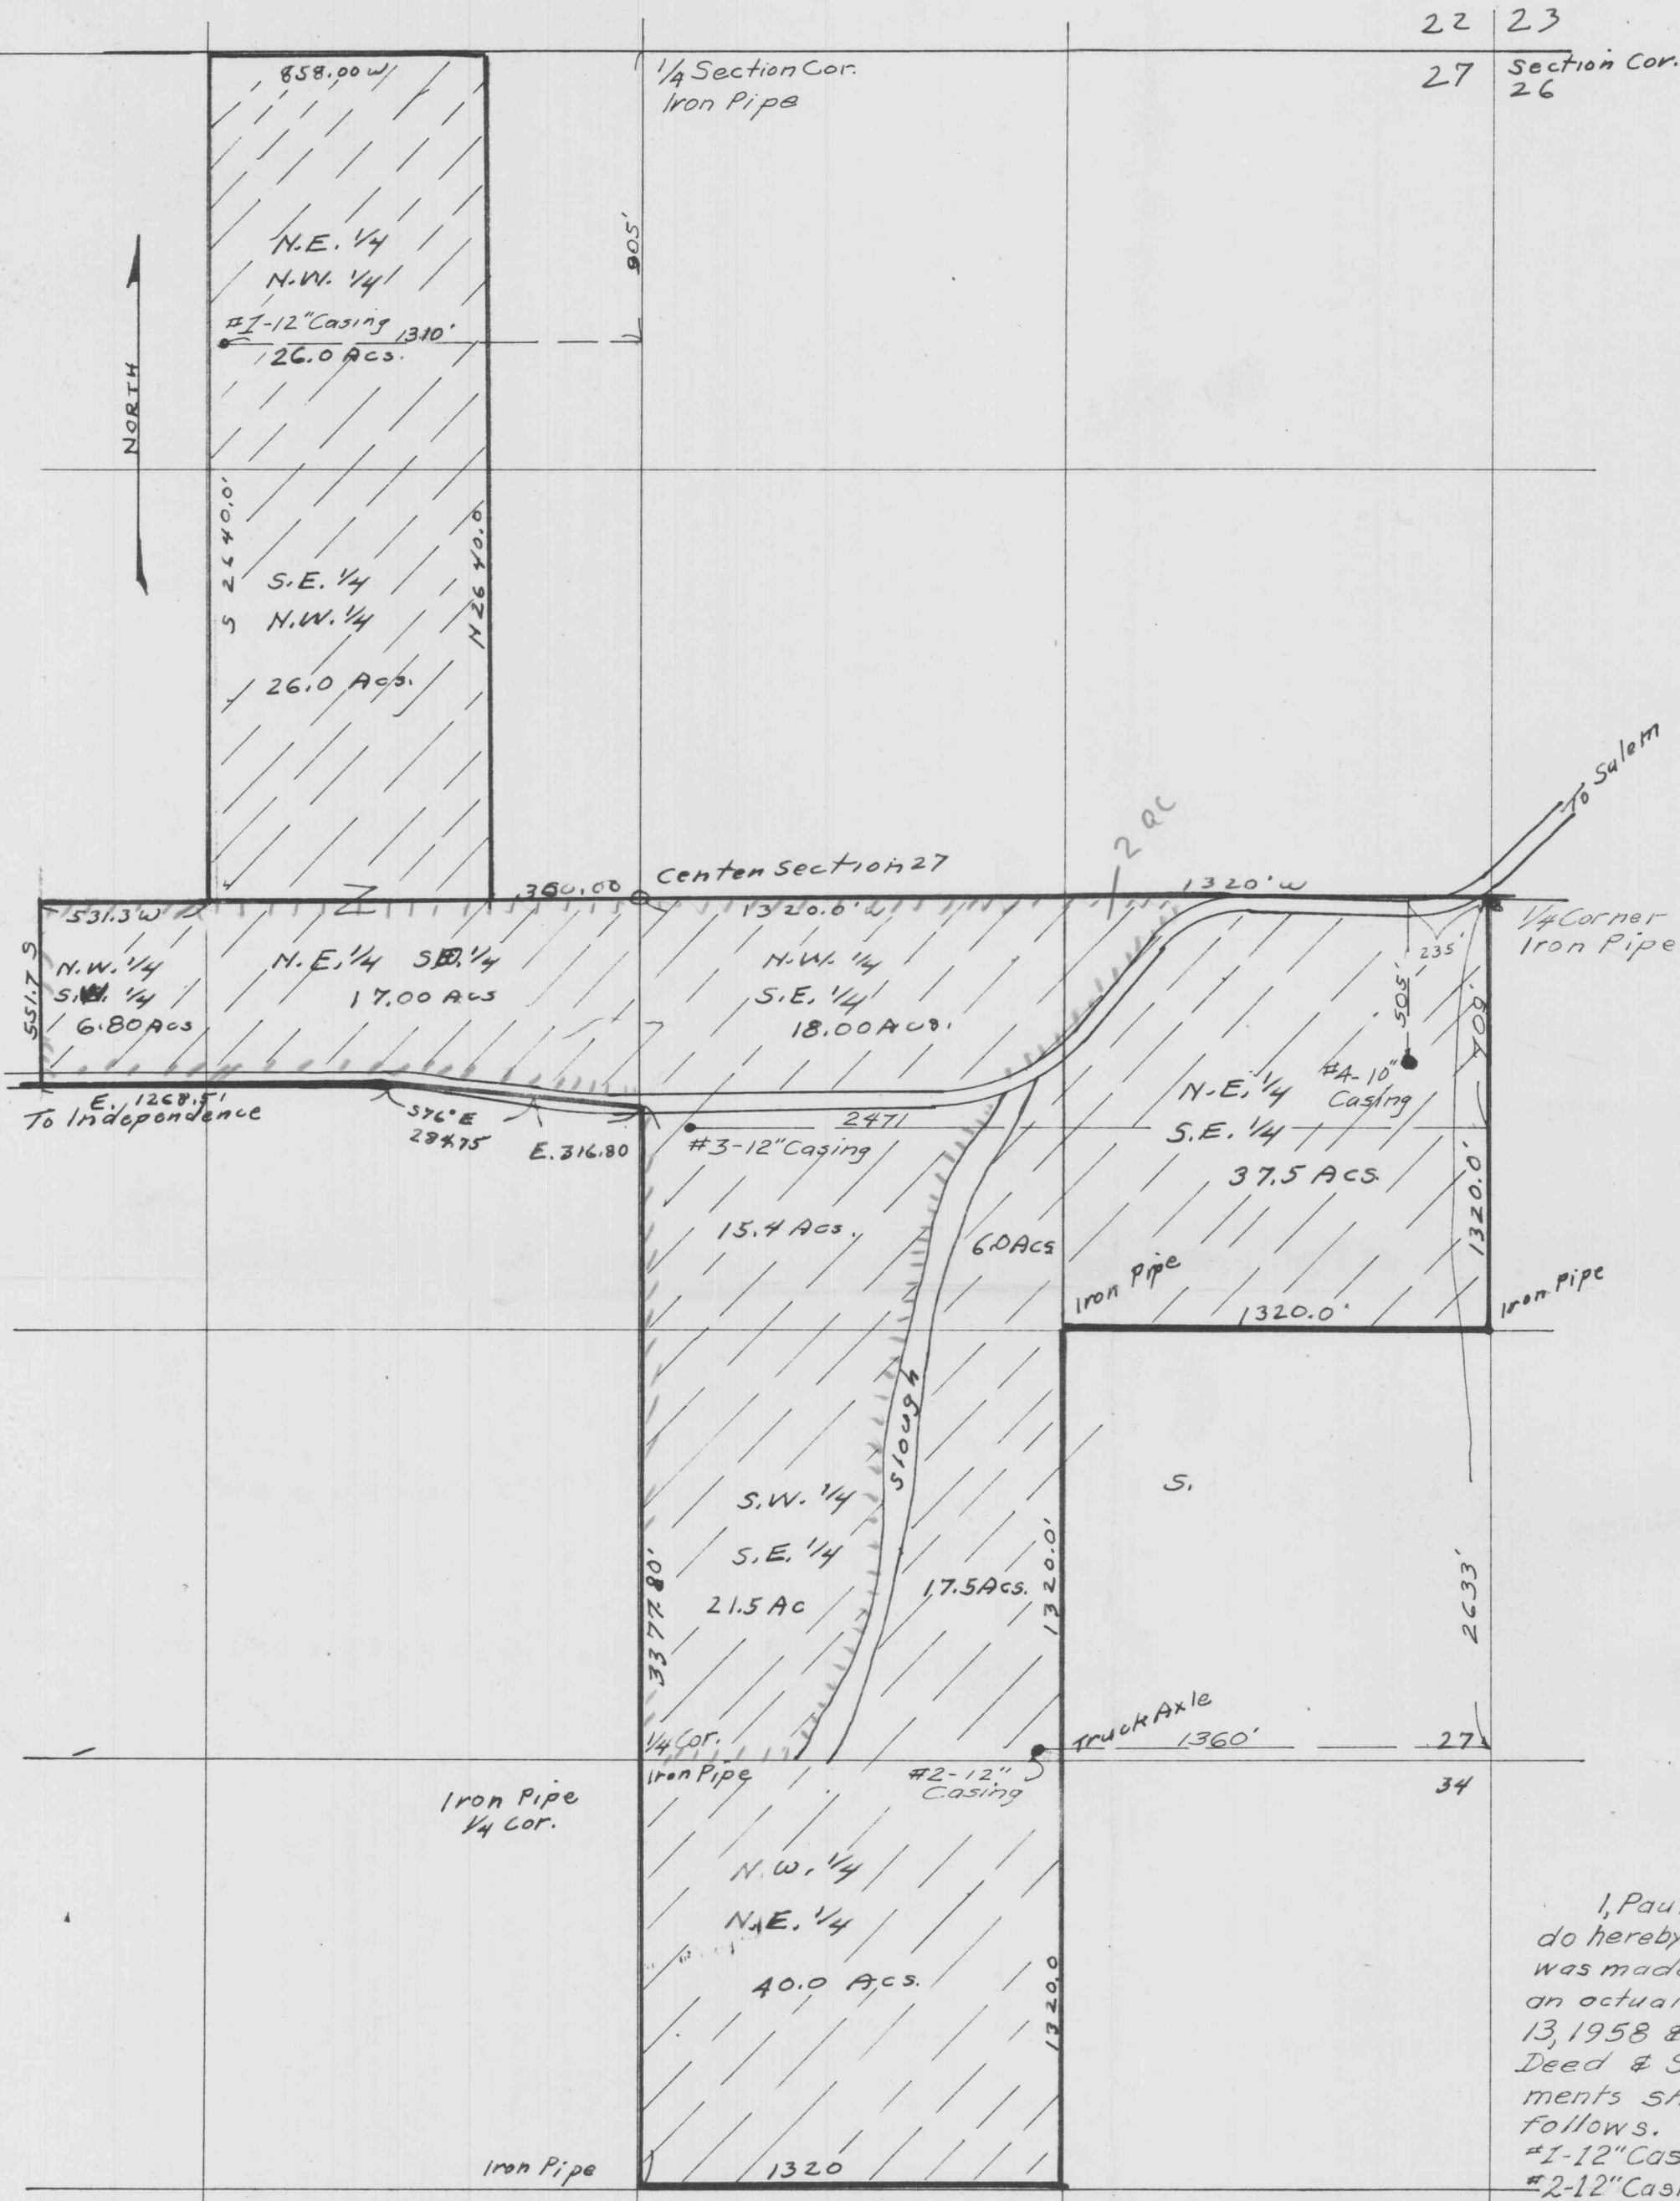 22 23
27 Section Cor.
26
858.00 W
1/4 Section Cor.
Iron Pipe
905'
N.E. 1/4
N.W. 1/4
#1-12" Casing 1310'
26.0 Acs.
NORTH
S 2640.0'
N 2640.0
S.E. 1/4
N.W. 1/4
26.0 Acs.
To Salem
2 ac
Center Section 27
360.00
1320' W
531.3 W
1320.0' W
1/4 Corner
Iron Pipe
235'
551.7 S
N.W. 1/4
S.W. 1/4
6.80 Acs
N.E. 1/4
17.00 Acs
N.W. 1/4
S.E. 1/4
18.00 Acs.
505'
709'
#4-10"
Casing
N.E. 1/4
S.E. 1/4
37.5 Acs.
E. 1268.5'
To Independence
S76°E
284.75
E. 316.80
2471
#3-12" Casing
15.4 Acs.
6.0 Acs
1320.0'
Iron Pipe
1320.0'
Iron Pipe
Slough
S.
S.W. 1/4
S.E. 1/4
21.5 Ac
17.5 Acs.
1320.0'
3377.80'
2633'
1/4 Cor.
Iron Pipe
Truck Axle
1360'
27
#2-12"
Casing
34
Iron Pipe
1/4 Cor.
N.W. 1/4
N.E. 1/4
40.0 Acs.
1320.0
Iron Pipe
1320
I,
do hereby
was made
an actual
13, 1958 &
Deed &
ments
follows.
#1-12"
#2-12"